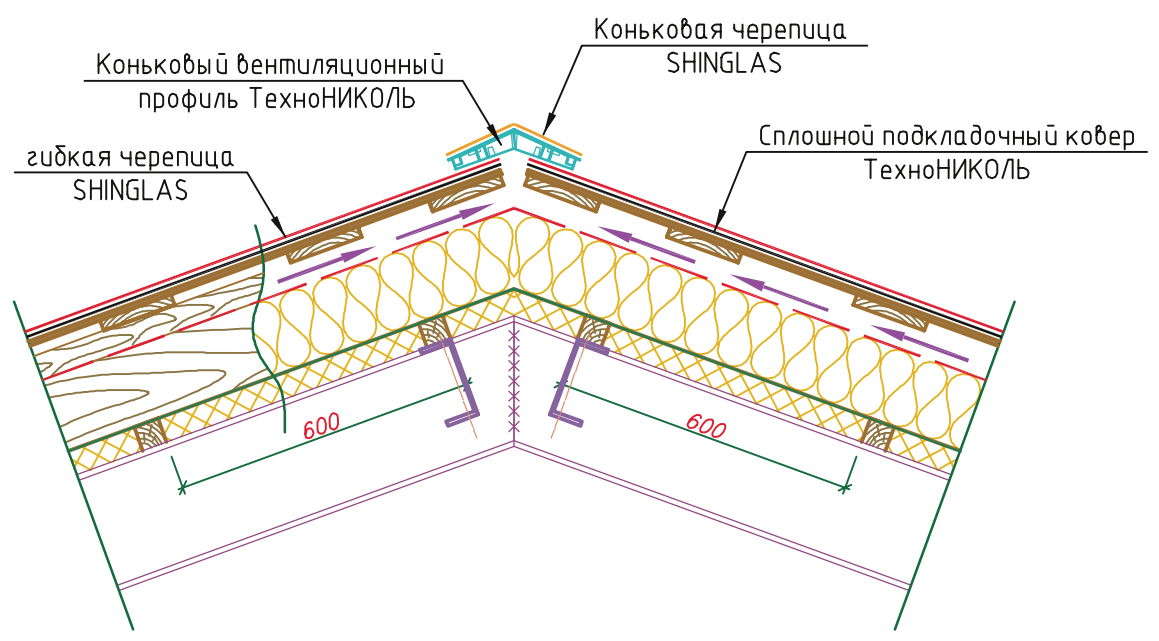 Коньковая черепица
SHINGLAS
Коньковый вентиляционный
профиль ТехноНИКОЛЬ
Сплошной подкладочный ковер
ТехноНИКОЛЬ
гибкая черепица
SHINGLAS
600
600